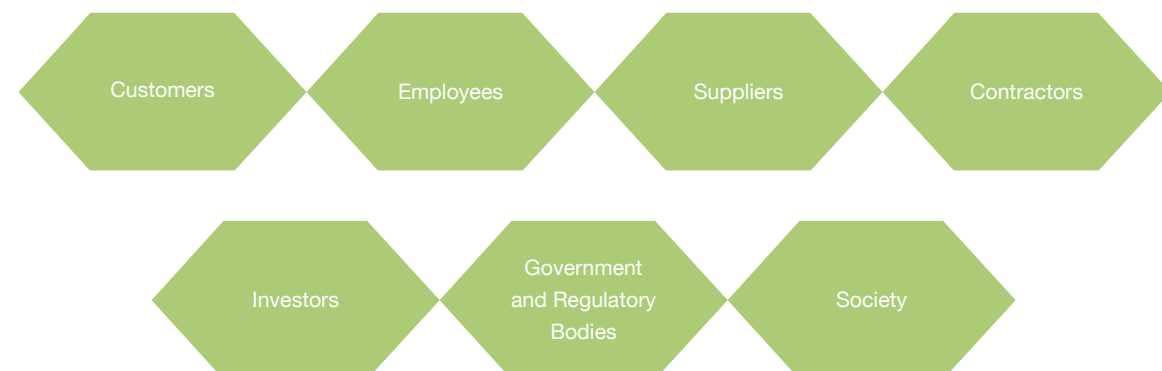 Customers
Employees
Suppliers
Contractors
Investors
Government
and Regulatory
Bodies
Society